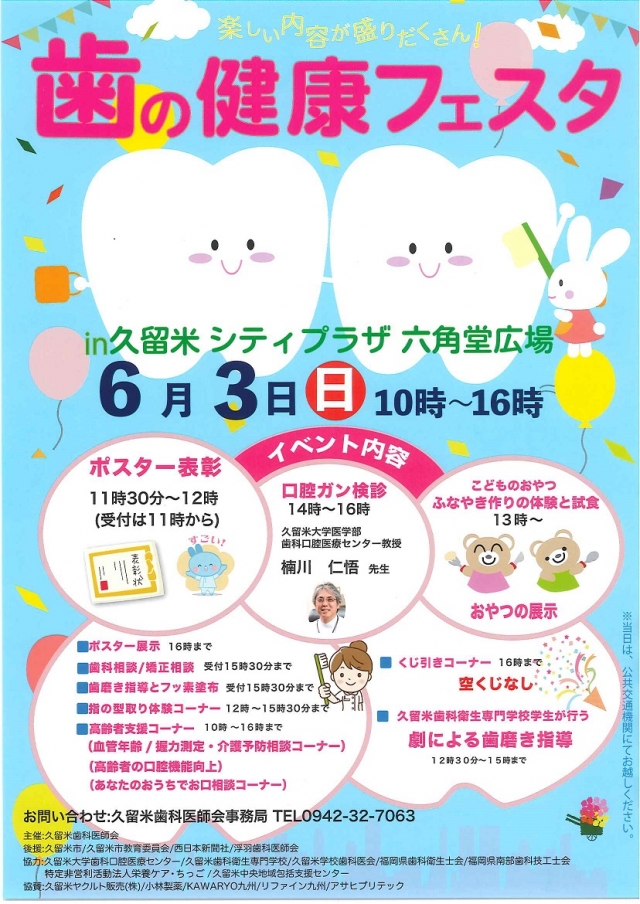 楽しい内容が盛りだくさん!
歯の健康フェスタ
in久留米 シティプラザ 六角堂広場
6月3日 日 10時~16時
イベント内容
ポスター表彰
11時30分~12時
(受付は11時から)
表彰状
すごい!
口腔ガン検診
14時~16時
久留米大学医学部
歯科口腔医療センター教授
楠川 仁悟 先生
こどものおやつ
ふなやき作りの体験と試食
13時~
おやつの展示
ポスター展示 16時まで
歯科相談/矯正相談 受付15時30分まで
歯磨き指導とフッ素塗布 受付15時30分まで
指の型取り体験コーナー 12時~15時30分まで
高齢者支援コーナー 10時~16時まで
(血管年齢/握力測定・介護予防相談コーナー)
(高齢者の口腔機能向上)
(あなたのおうちでお口相談コーナー)
くじ引きコーナー 16時まで
空くじなし
久留米歯科衛生専門学校学生が行う
劇による歯磨き指導
12時30分~15時まで
※当日は、公共交通機関にてお越しください。
お問い合わせ:久留米歯科医師会事務局 TEL0942-32-7063
主催:久留米歯科医師会
後援:久留米市/久留米市教育委員会/西日本新聞社/浮羽歯科医師会
協力:久留米大学歯科口腔医療センター/久留米歯科衛生専門学校/久留米学校歯科医会/福岡県歯科衛生士会/福岡県南部歯科技工士会
特定非営利活動法人栄養ケア・ちっご/久留米中央地域包括支援センター
協賛:久留米ヤクルト販売(株)/小林製薬/KAWARYO九州/リファイン九州/アサヒプリテック